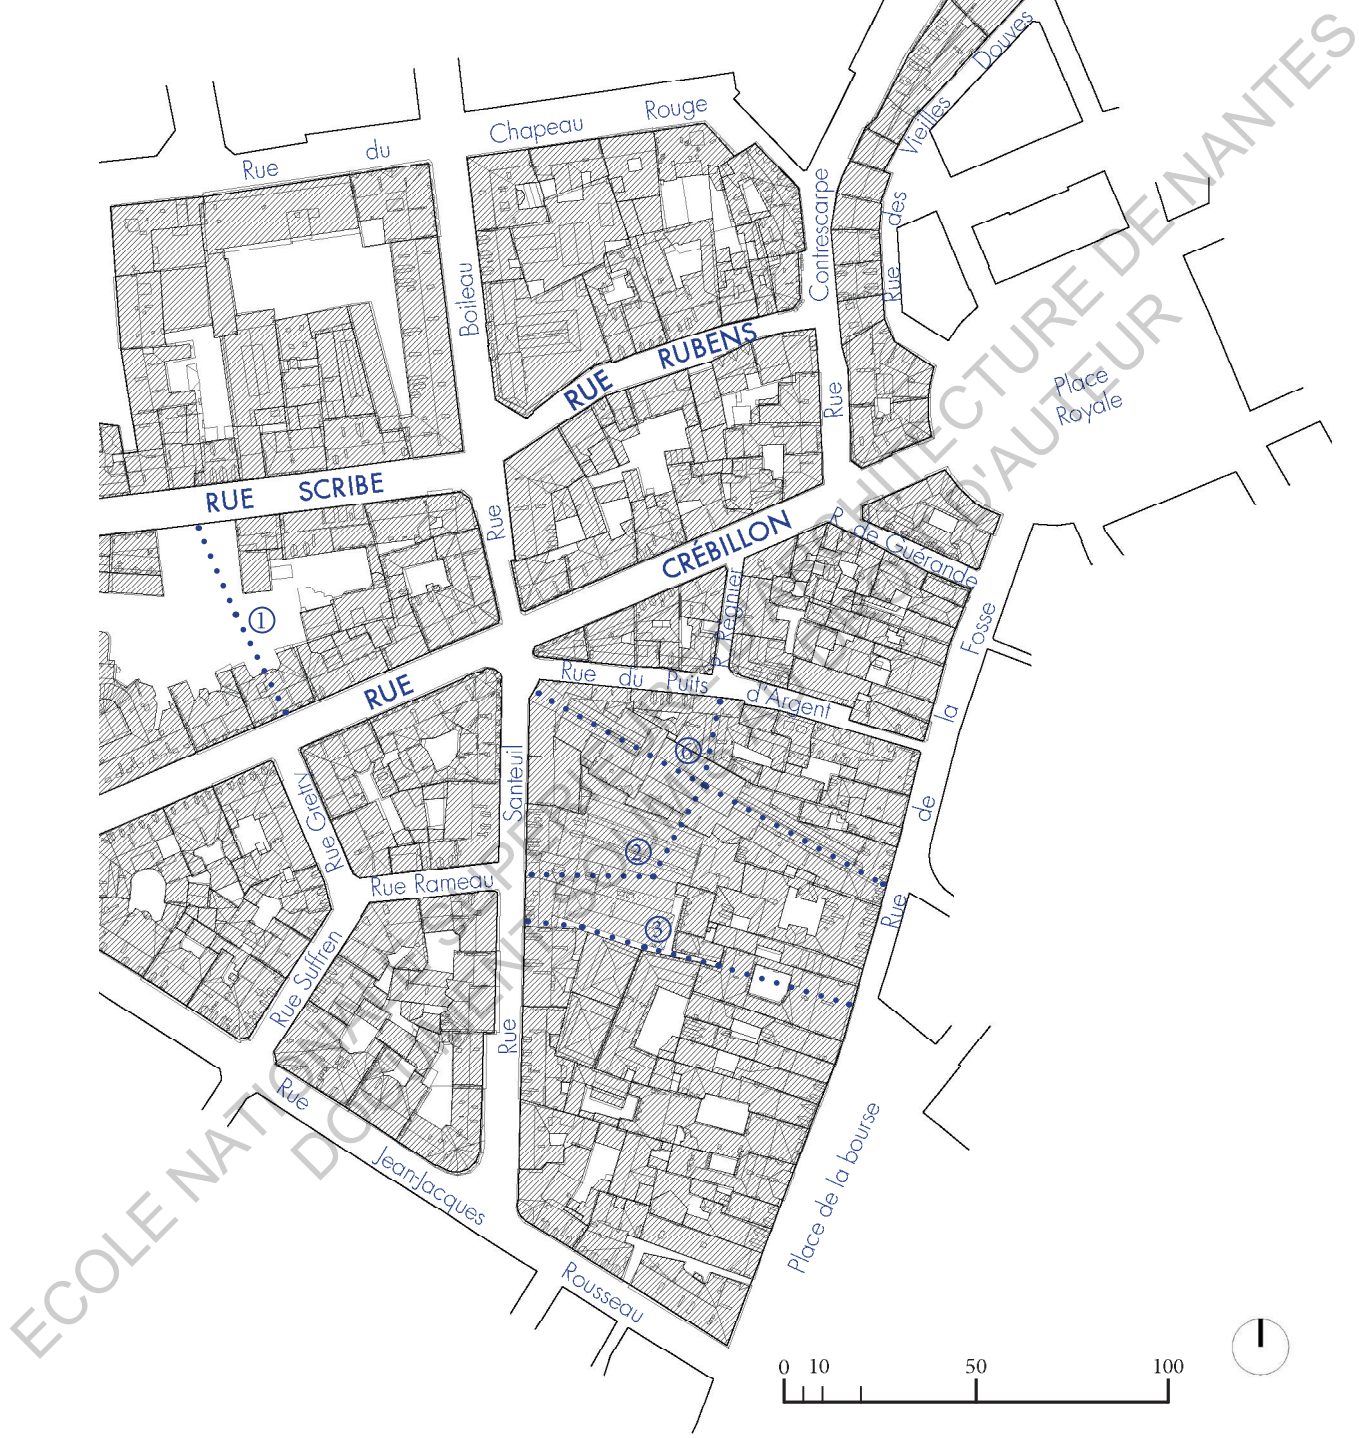 Rue du Chapeau Rouge
Rue des Vieilles Douves
Rue Contrescarpe
Rue Boileau
RUE RUBENS
Place
Royale
RUE SCRIBE
RUE CRÉBILLON
R. de Guérande
R. Régnier
①
Rue du Puits d'Argent
Rue de la Fosse
Rue Santeuil
Rue Gretry
⑥
②
③
Rue Rameau
Rue Suffren
Rue Jean-Jacques Rousseau
Place de la bourse
0 10 50 100
ECOLE NATIONALE SUPERIEURE D'ARCHITECTURE DE NANTES
DOCUMENT SOUMIS AU DROIT D'AUTEUR